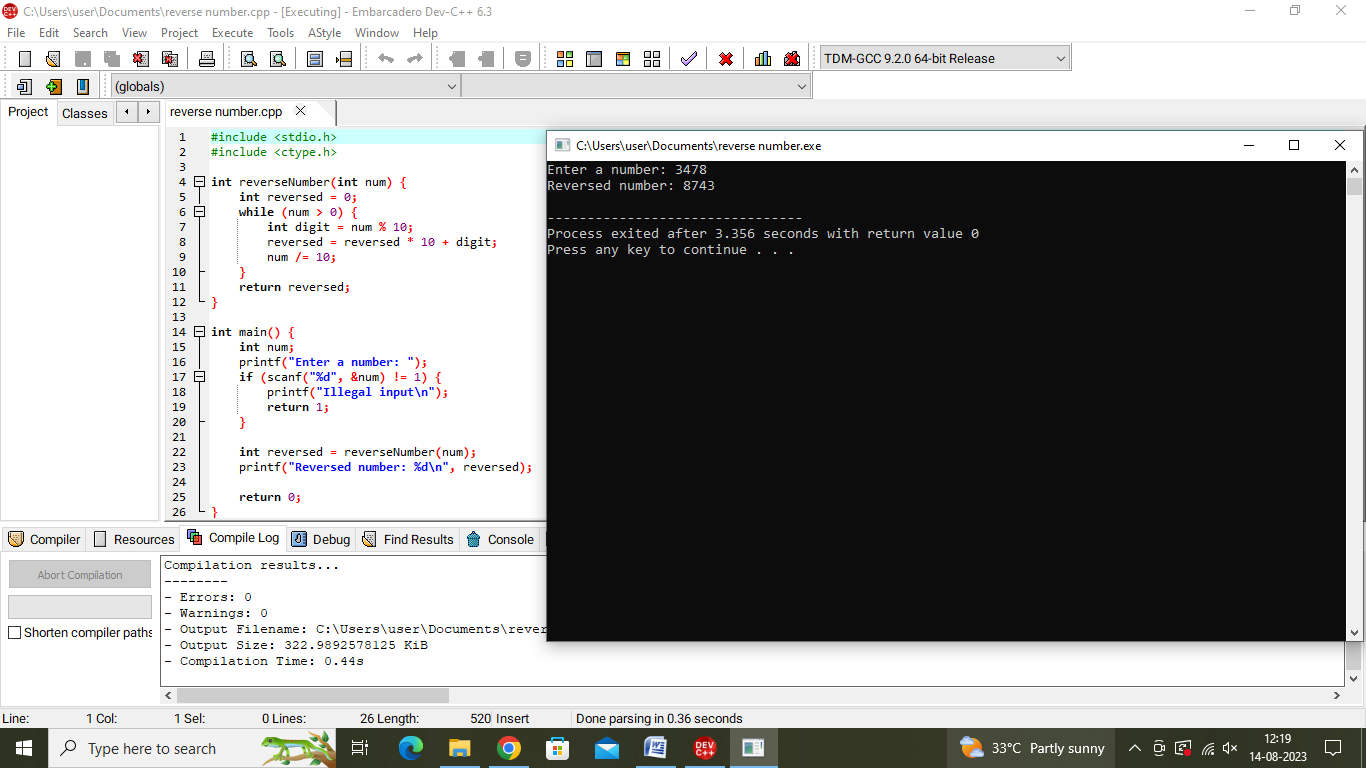 C:\Users\user\Documents\reverse number.cpp - [Executing] - Embarcadero Dev-C++ 6.3
File Edit Search View Project Execute Tools AStyle Window Help
TDM-GCC 9.2.0 64-bit Release
(globals)
Project Classes reverse number.cpp
1 #include <stdio.h>
2 #include <ctype.h>
3
4 int reverseNumber(int num) {
5 int reversed = 0;
6 while (num > 0) {
7 int digit = num % 10;
8 reversed = reversed * 10 + digit;
9 num /= 10;
10 }
11 return reversed;
12 }
13
14 int main() {
15 int num;
16 printf("Enter a number: ");
17 if (scanf("%d", &num) != 1) {
18 printf("Illegal input\n");
19 return 1;
20 }
21
22 int reversed = reverseNumber(num);
23 printf("Reversed number: %d\n", reversed);
24
25 return 0;
26 }
C:\Users\user\Documents\reverse number.exe
Enter a number: 3478
Reversed number: 8743
--------------------------------
Process exited after 3.356 seconds with return value 0
Press any key to continue . . .
Compiler Resources Compile Log Debug Find Results Console
Abort Compilation
Shorten compiler paths
Compilation results...
--------
- Errors: 0
- Warnings: 0
- Output Filename: C:\Users\user\Documents\rever
- Output Size: 322.9892578125 KiB
- Compilation Time: 0.44s
Line: 1 Col: 1 Sel: 0 Lines: 26 Length: 520 Insert Done parsing in 0.36 seconds
Type here to search
DEV C++
33°C Partly sunny
12:19
14-08-2023